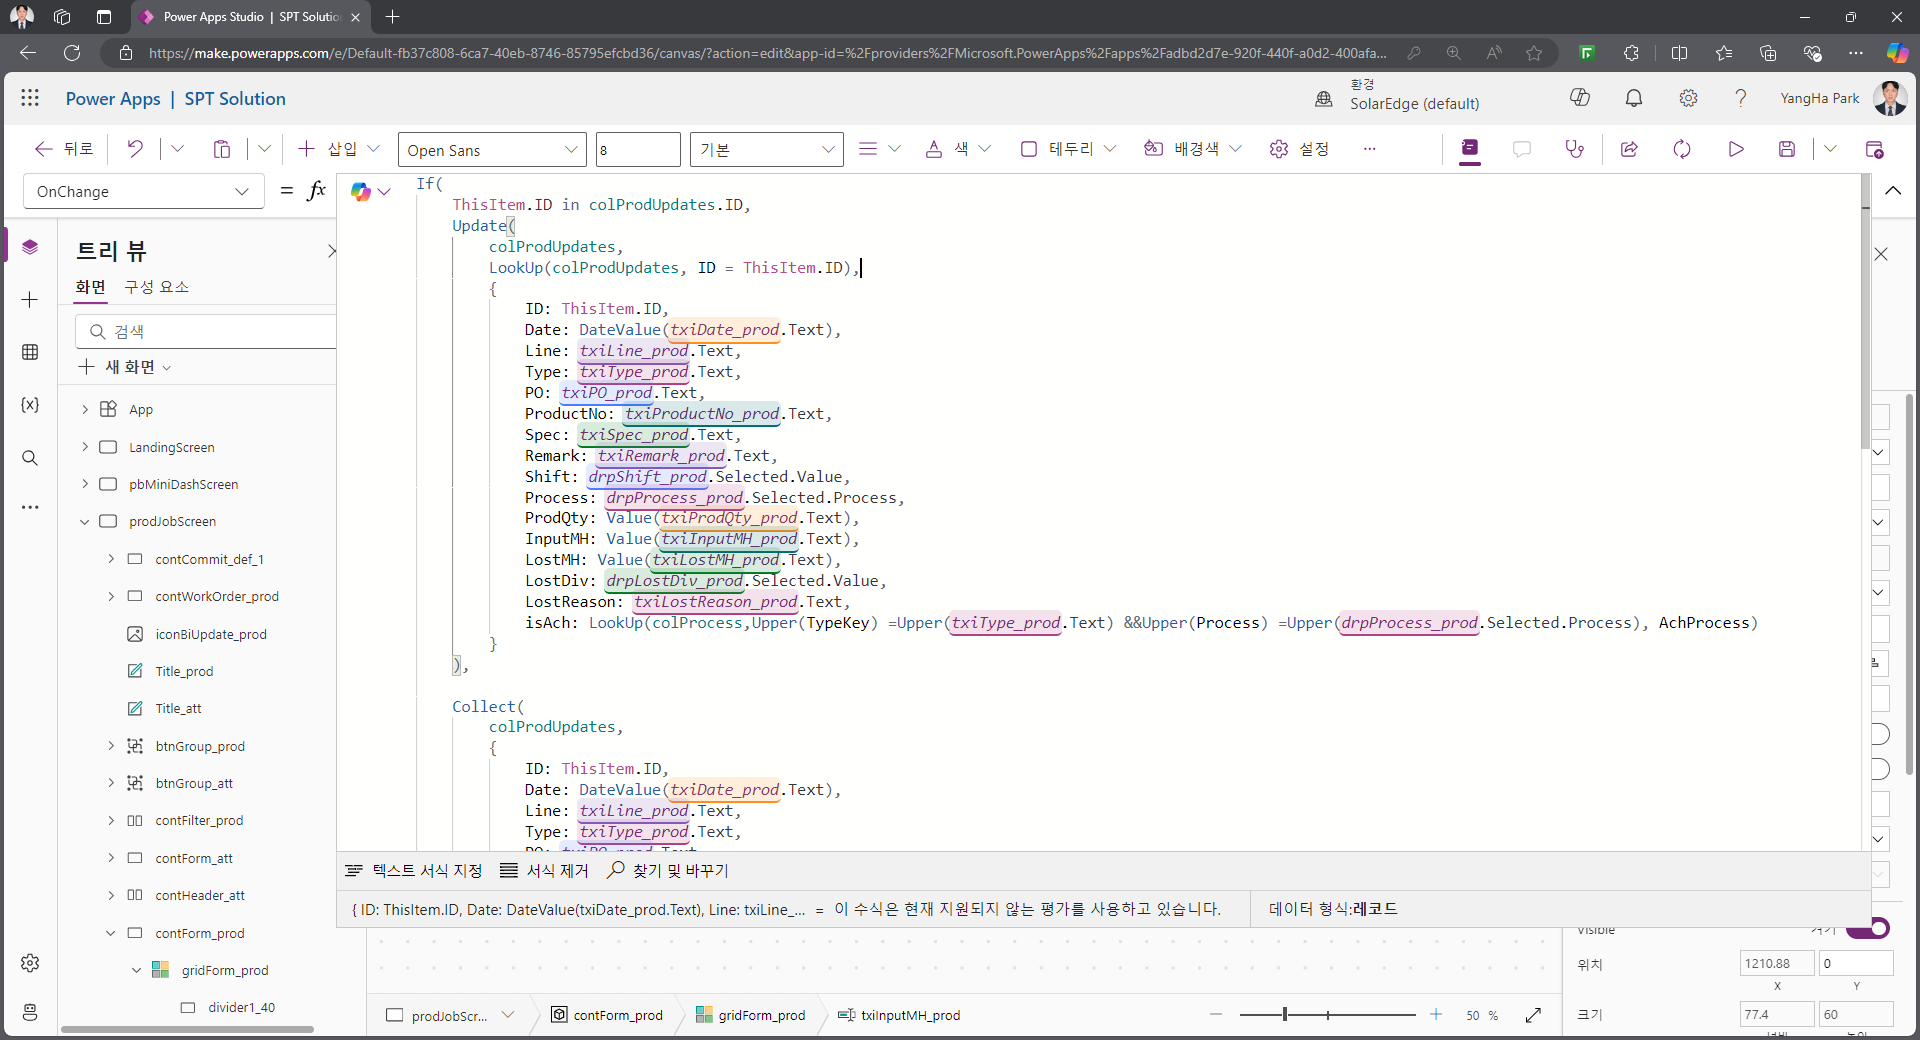 Power Apps Studio | SPT Solutio
https://make.powerapps.com/e/Default-fb37c808-6ca7-40eb-8746-85795efcbd36/canvas/?action=edit&app-id=%2Fproviders%2FMicrosoft.PowerApps%2Fapps%2Fadbd2d7e-920f-440f-a0d2-400afa...
Power Apps | SPT Solution
환경
SolarEdge (default)
YangHa Park
뒤로
삽입
Open Sans
8
기본
색
테두리
배경색
설정
OnChange
= fx
If(
ThisItem.ID in colProdUpdates.ID,
Update(
colProdUpdates,
LookUp(colProdUpdates, ID = ThisItem.ID),
{
ID: ThisItem.ID,
Date: DateValue(txiDate_prod.Text),
Line: txiLine_prod.Text,
Type: txiType_prod.Text,
PO: txiPO_prod.Text,
ProductNo: txiProductNo_prod.Text,
Spec: txiSpec_prod.Text,
Remark: txiRemark_prod.Text,
Shift: drpShift_prod.Selected.Value,
Process: drpProcess_prod.Selected.Process,
ProdQty: Value(txiProdQty_prod.Text),
InputMH: Value(txiInputMH_prod.Text),
LostMH: Value(txiLostMH_prod.Text),
LostDiv: drpLostDiv_prod.Selected.Value,
LostReason: txiLostReason_prod.Text,
isAch: LookUp(colProcess,Upper(TypeKey) =Upper(txiType_prod.Text) &&Upper(Process) =Upper(drpProcess_prod.Selected.Process), AchProcess)
}
),
Collect(
colProdUpdates,
{
ID: ThisItem.ID,
Date: DateValue(txiDate_prod.Text),
Line: txiLine_prod.Text,
Type: txiType_prod.Text,
PO: txiPO_prod.Text
텍스트 서식 지정
서식 제거
찾기 및 바꾸기
{ ID: ThisItem.ID, Date: DateValue(txiDate_prod.Text), Line: txiLine_... = 이 수식은 현재 지원되지 않는 평가를 사용하고 있습니다.
데이터 형식:레코드
트리 뷰
화면
구성 요소
검색
새 화면
App
LandingScreen
pbMiniDashScreen
prodJobScreen
contCommit_def_1
contWorkOrder_prod
iconBiUpdate_prod
Title_prod
Title_att
btnGroup_prod
btnGroup_att
contFilter_prod
contForm_att
contHeader_att
contForm_prod
gridForm_prod
divider1_40
prodJobScr...
contForm_prod
gridForm_prod
txiInputMH_prod
50 %
Visible
위치
1210.88
0
X
Y
크기
77.4
60